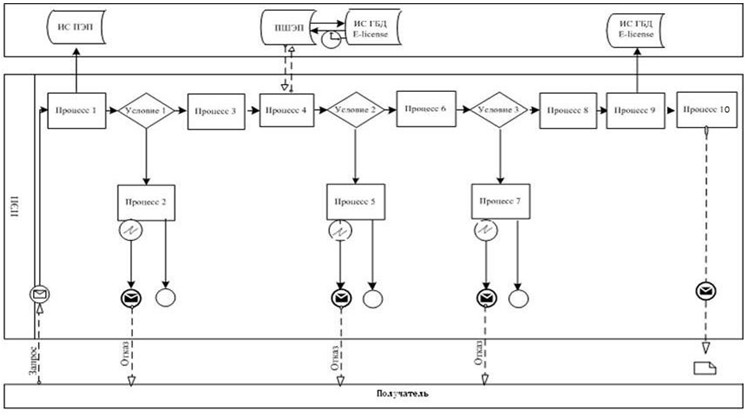 ИС ПЭП
ПШЭП
ИС ГБД
E-license
ИС ГБД
E-license
Процесс 1
Условие 1
Процесс 3
Процесс 4
Условие 2
Процесс 6
Условие 3
Процесс 8
Процесс 9
Процесс 10
Процесс 2
Процесс 5
Процесс 7
Запрос
Отказ
Отказ
Отказ
Получатель